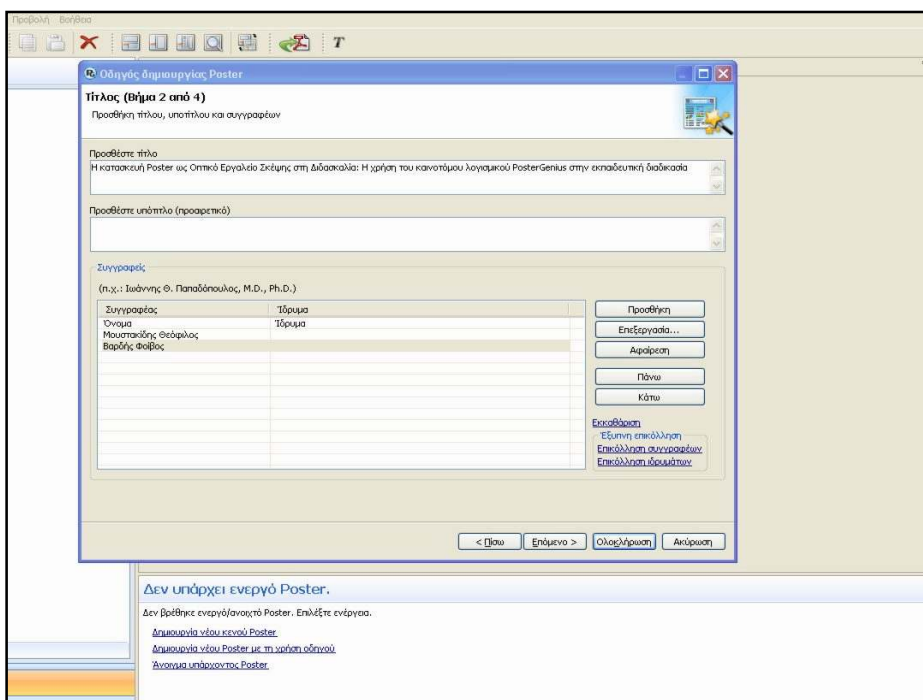 Προβολή Βοήθεια
T
Οδηγός δημιουργίας Poster
Τίτλος (Βήμα 2 από 4)
Προσθήκη τίτλου, υποτίτλου και συγγραφέων
Προσθέστε τίτλο
Η κατασκευή Poster ως Οπτικό Εργαλείο Σκέψης στη Διδασκαλία: Η χρήση του καινοτόμου λογισμικού PosterGenius στην εκπαιδευτική διαδικασία
Προσθέστε υπότιτλο (προαιρετικό)
Συγγραφείς
(π.χ.: Ιωάννης Θ. Παπαδόπουλος, M.D., Ph.D.)
Συγγραφέας Ίδρυμα
Όνομα Ίδρυμα
Μουστακίδης Θεόφιλος
Βαρδής Φοίβος
Προσθήκη
Επεξεργασία...
Αφαίρεση
Πάνω
Κάτω
Εκκαθάριση
Έξυπνη επικόλληση
Επικόλληση συγγραφέων
Επικόλληση ιδρυμάτων
< Πίσω Επόμενο > Ολοκλήρωση Ακύρωση
Δεν υπάρχει ενεργό Poster.
Δεν βρέθηκε ενεργό/ανοιχτό Poster. Επιλέξτε ενέργεια.
Δημιουργία νέου κενού Poster
Δημιουργία νέου Poster με τη χρήση οδηγού
Άνοιγμα υπάρχοντος Poster